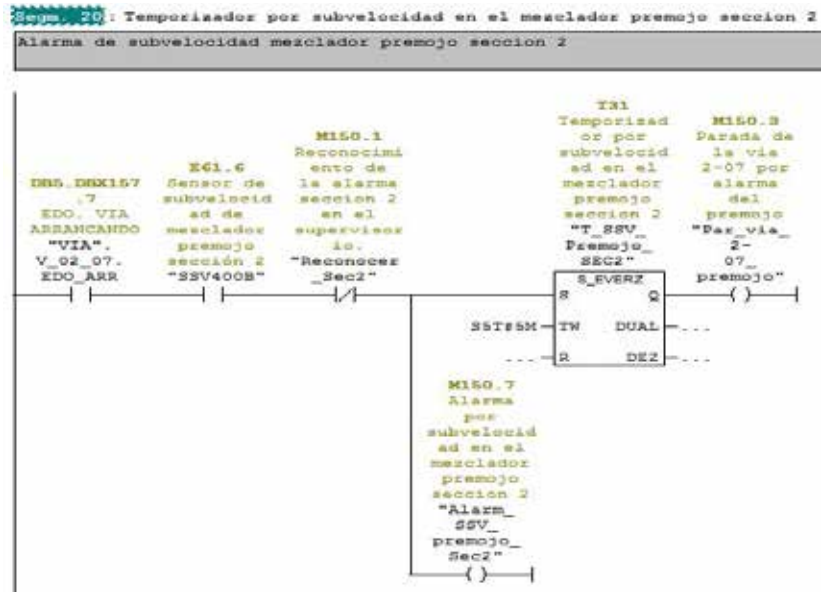 Segm. 20: Temporizador por subvelocidad en el mezclador premojo seccion 2
Alarma de subvelocidad mezclador premojo seccion 2
DB5.DBX157
.7
EDO. VIA
ARRANCANDO
"VIA".
V_02_07.
EDO_ARR
E61.6
Sensor de
subvelocid
ad de
mezclador
premojo
sección 2
"SSV400B"
M150.1
Reconocimi
ento de
la alarma
seccion 2
en el
supervisor
io.
"Reconocer
_Sec2"
T31
Temporizad
or por
subvelocid
ad en el
mezclador
premojo
seccion 2
"T_SSV_
Premojo_
SEC2"
S_EVERZ
S Q
S5T#5M TW DUAL ...
... R DEZ ...
M150.3
Parada de
la via
2-07 por
alarma
del
premojo
"Par_via_
2-
07_
premojo"
M150.7
Alarma
por
subvelocid
ad en el
mezclador
premojo
seccion 2
"Alarm_
SSV_
premojo_
Sec2"